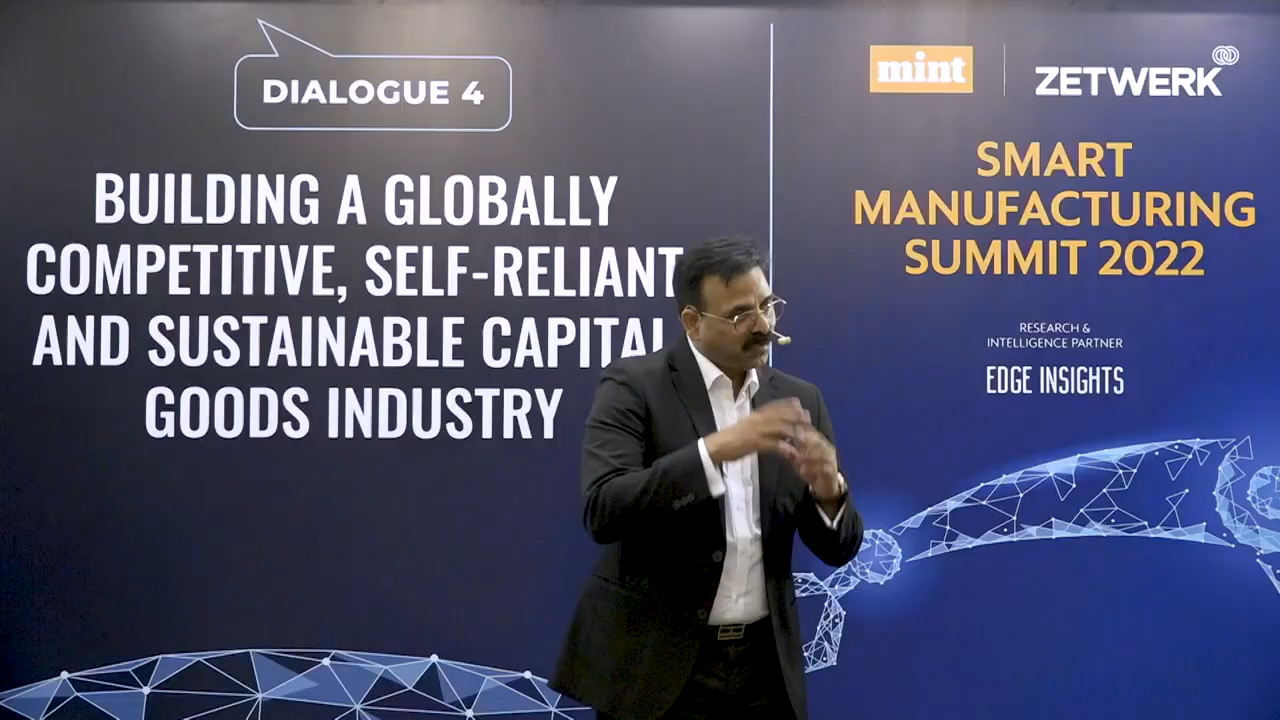 DIALOGUE 4
BUILDING A GLOBALLY
COMPETITIVE, SELF-RELIANT
AND SUSTAINABLE CAPITAL
GOODS INDUSTRY
mint
ZETWERK
SMART
MANUFACTURING
SUMMIT 2022
RESEARCH &
INTELLIGENCE PARTNER
EDGE INSIGHTS